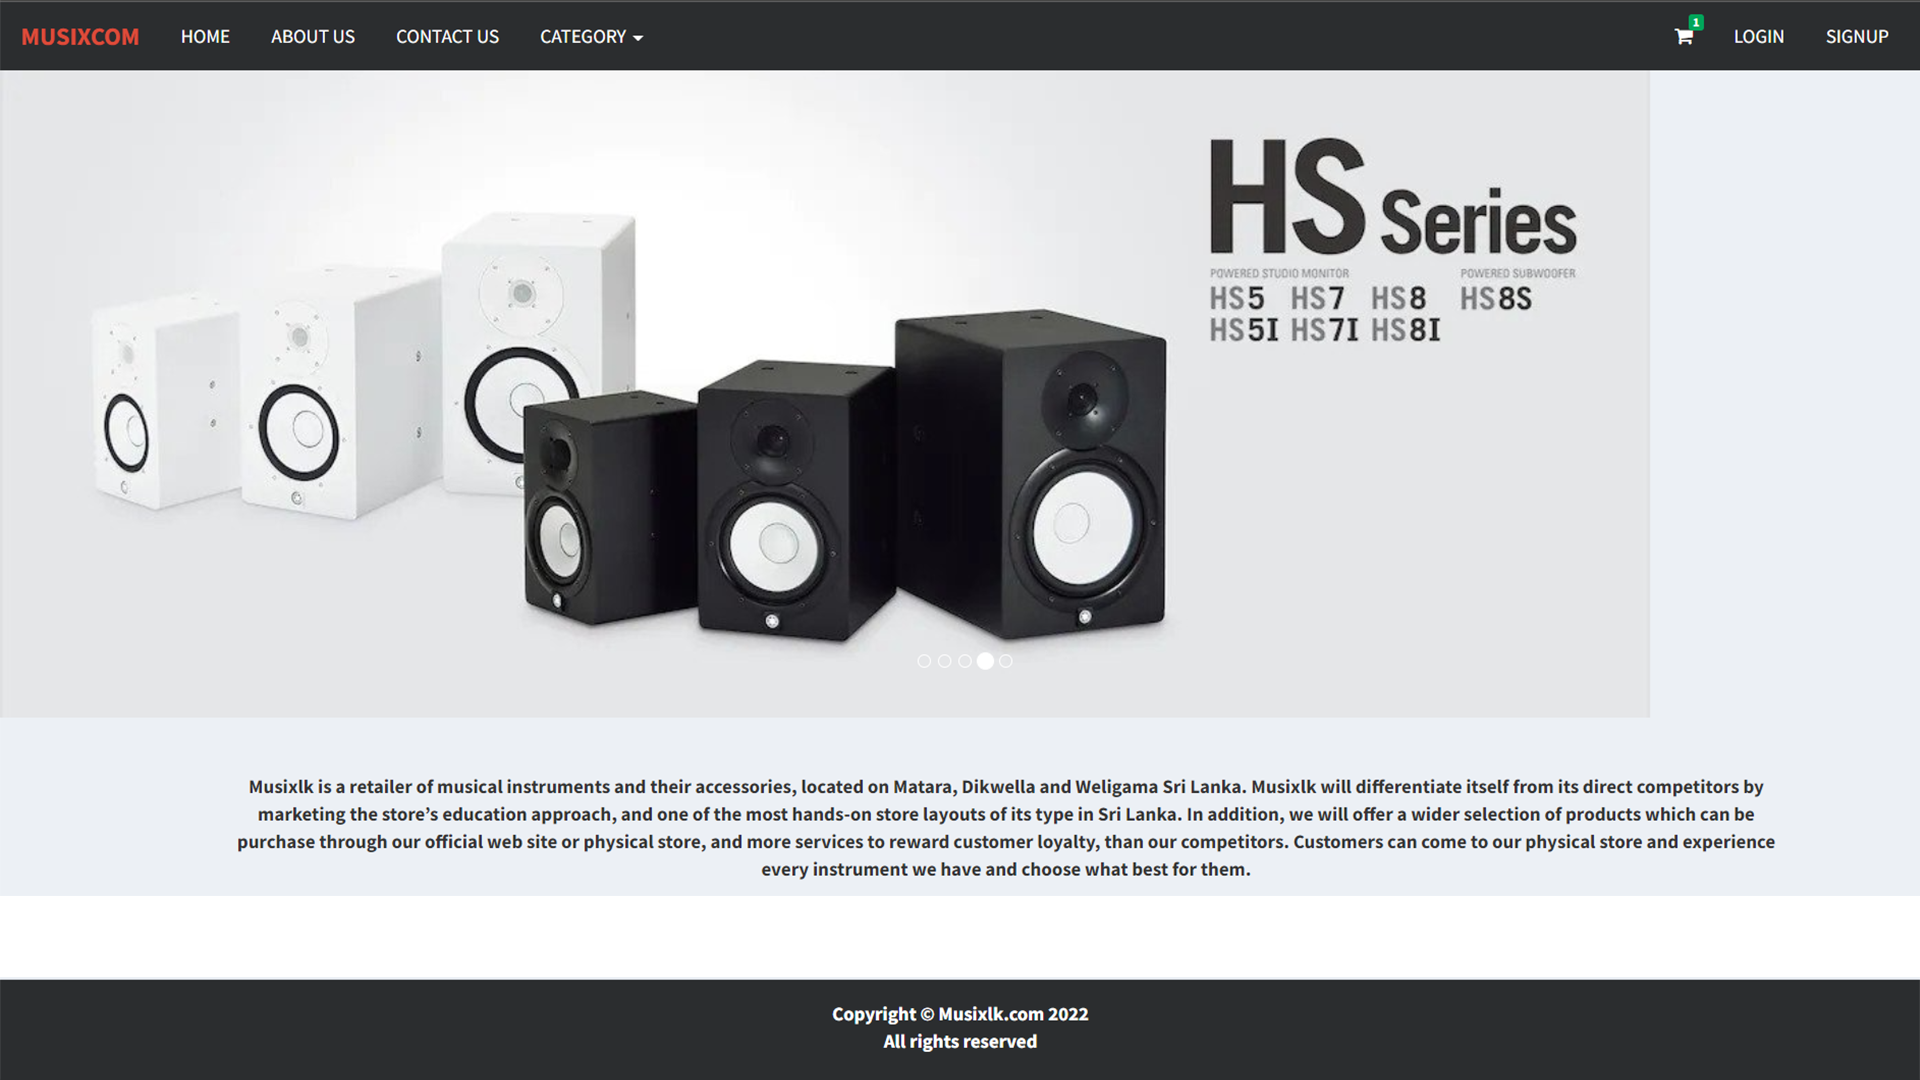 MUSIXCOM HOME ABOUT US CONTACT US CATEGORY 1 LOGIN SIGNUP
HS Series
POWERED STUDIO MONITOR POWERED SUBWOOFER
HS5 HS7 HS8 HS8S
HS5I HS7I HS8I
Musixlk is a retailer of musical instruments and their accessories, located on Matara, Dikwella and Weligama Sri Lanka. Musixlk will differentiate itself from its direct competitors by
marketing the store’s education approach, and one of the most hands-on store layouts of its type in Sri Lanka. In addition, we will offer a wider selection of products which can be
purchase through our official web site or physical store, and more services to reward customer loyalty, than our competitors. Customers can come to our physical store and experience
every instrument we have and choose what best for them.
Copyright © Musixlk.com 2022
All rights reserved